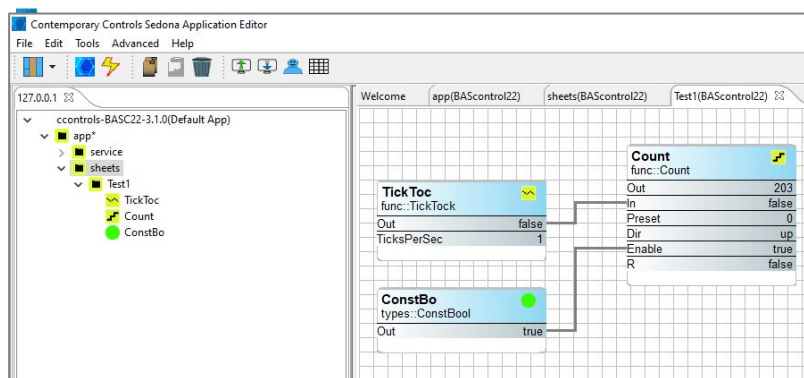 Contemporary Controls Sedona Application Editor
File Edit Tools Advanced Help
127.0.0.1
ccontrols-BASC22-3.1.0(Default App)
app*
service
sheets
Test1
TickToc
Count
ConstBo
Welcome app(BAScontrol22) sheets(BAScontrol22) Test1(BAScontrol22)
TickToc
func::TickTock
Out false
TicksPerSec 1
ConstBo
types::ConstBool
Out true
Count
func::Count
Out 203
In false
Preset 0
Dir up
Enable true
R false